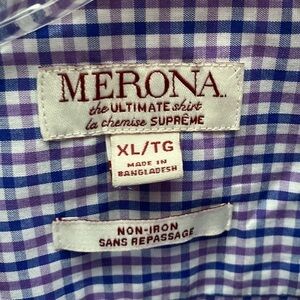 MERONA
the ULTIMATE shirt
la chemise SUPRÊME
XL/TG
MADE IN
BANGLADESH
NON-IRON
SANS REPASSAGE